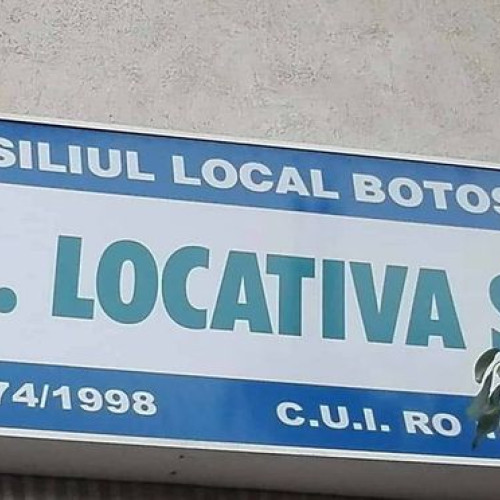 SILIUL LOCAL BOTOS
. LOCATIVA S
74/1998 C.U.I. RO